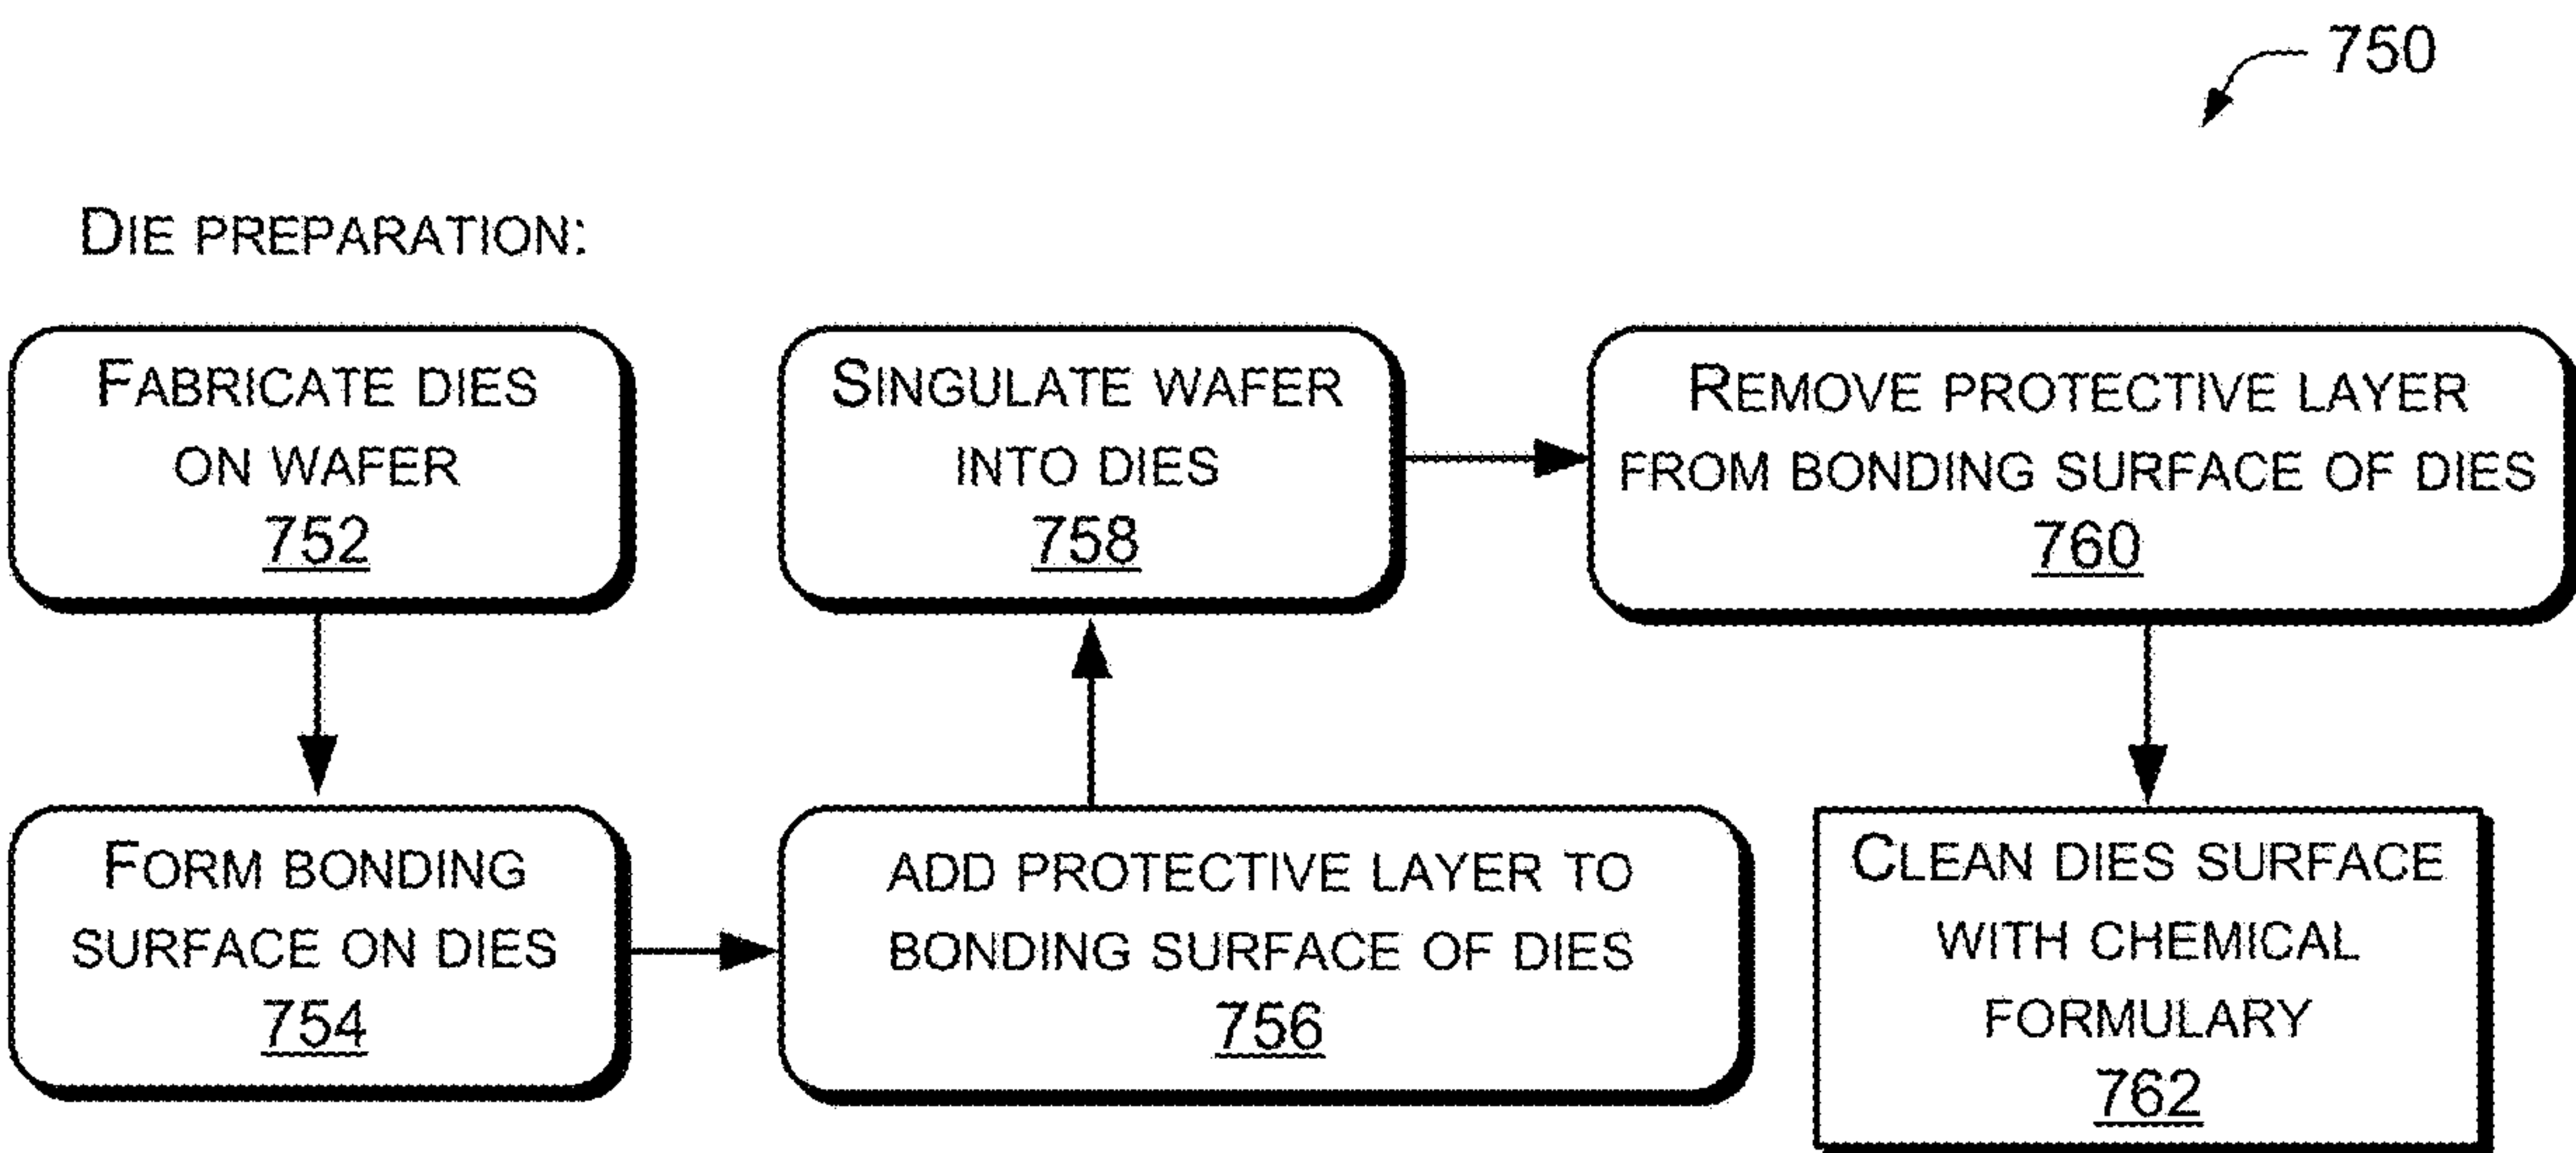 750
DIE PREPARATION:
FABRICATE DIES
ON WAFER
752
FORM BONDING
SURFACE ON DIES
754
ADD PROTECTIVE LAYER TO
BONDING SURFACE OF DIES
756
SINGULATE WAFER
INTO DIES
758
REMOVE PROTECTIVE LAYER
FROM BONDING SURFACE OF DIES
760
CLEAN DIES SURFACE
WITH CHEMICAL
FORMULARY
762